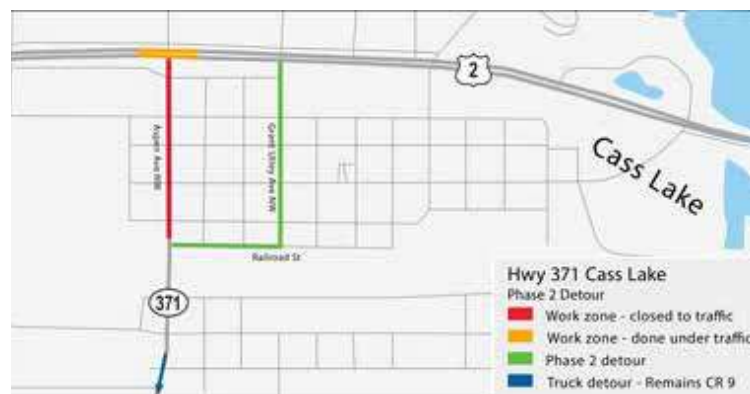 2
Aspen Ave NW
Grant Utley Ave NW
Cass Lake
Railroad St
371
Hwy 371 Cass Lake
Phase 2 Detour
Work zone - closed to traffic
Work zone - done under traffic
Phase 2 detour
Truck detour - Remains CR 9